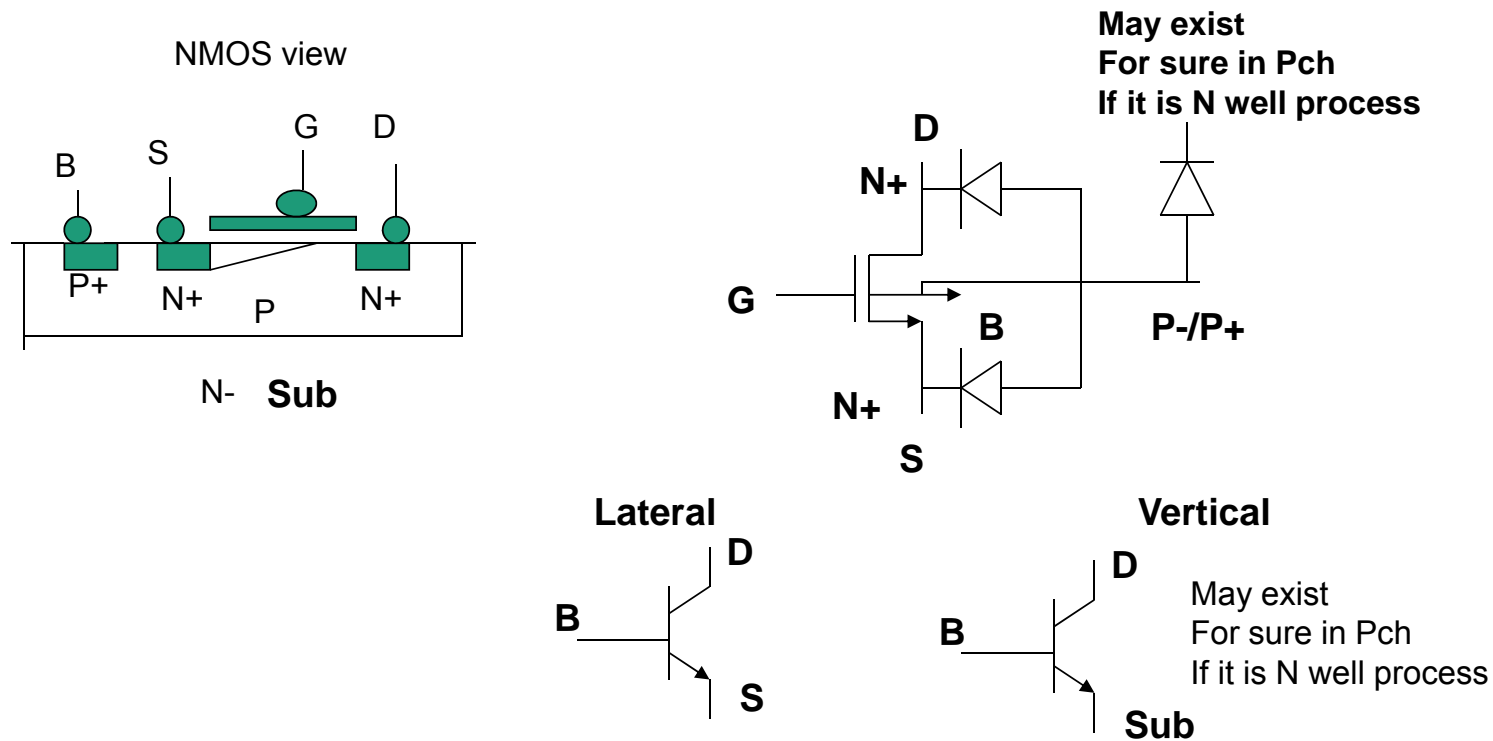 NMOS view
B
S
G
D
P+
N+
P
N+
N- Sub
May exist
For sure in Pch
If it is N well process
D
N+
G
B
P-/P+
N+
S
Lateral
D
B
S
Vertical
D
B
Sub
May exist
For sure in Pch
If it is N well process